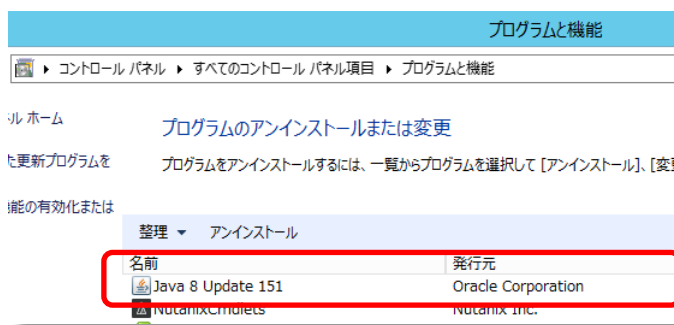 プログラムと機能
コントロール パネル ▸ すべてのコントロール パネル項目 ▸ プログラムと機能
ル ホーム
プログラムのアンインストールまたは変更
た更新プログラムを
プログラムをアンインストールするには、一覧からプログラムを選択して [アンインストール]、[変更
能の有効化または
整理 ▼ アンインストール
名前 発行元
Java 8 Update 151 Oracle Corporation
NutanixCmdlets Nutanix Inc.